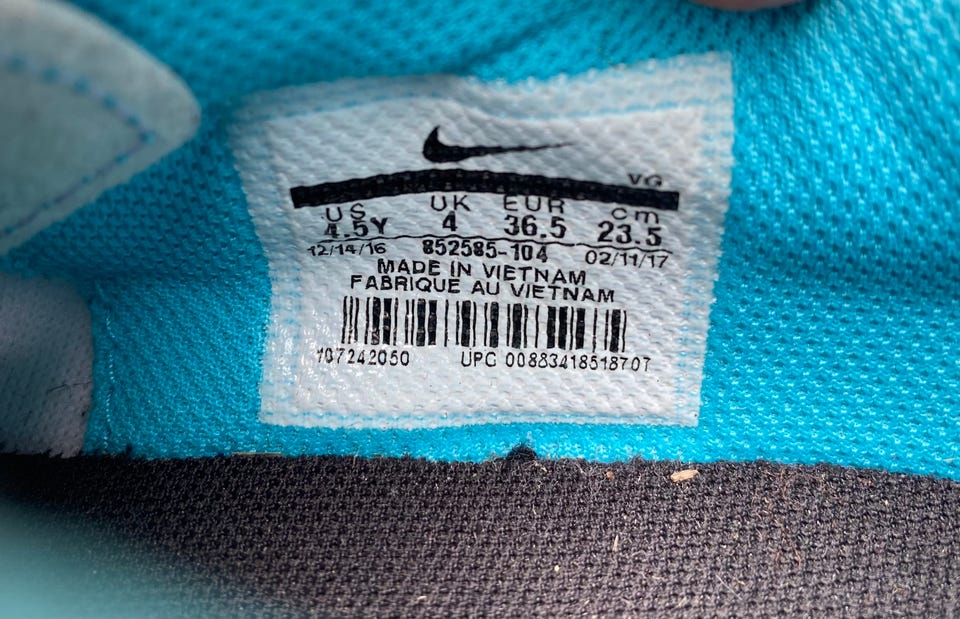 VG
US UK EUR cm
4.5Y 4 36.5 23.5
12/14/16 852585-104 02/11/17
MADE IN VIETNAM
FABRIQUE AU VIETNAM
107242050 UPC 00883418518707